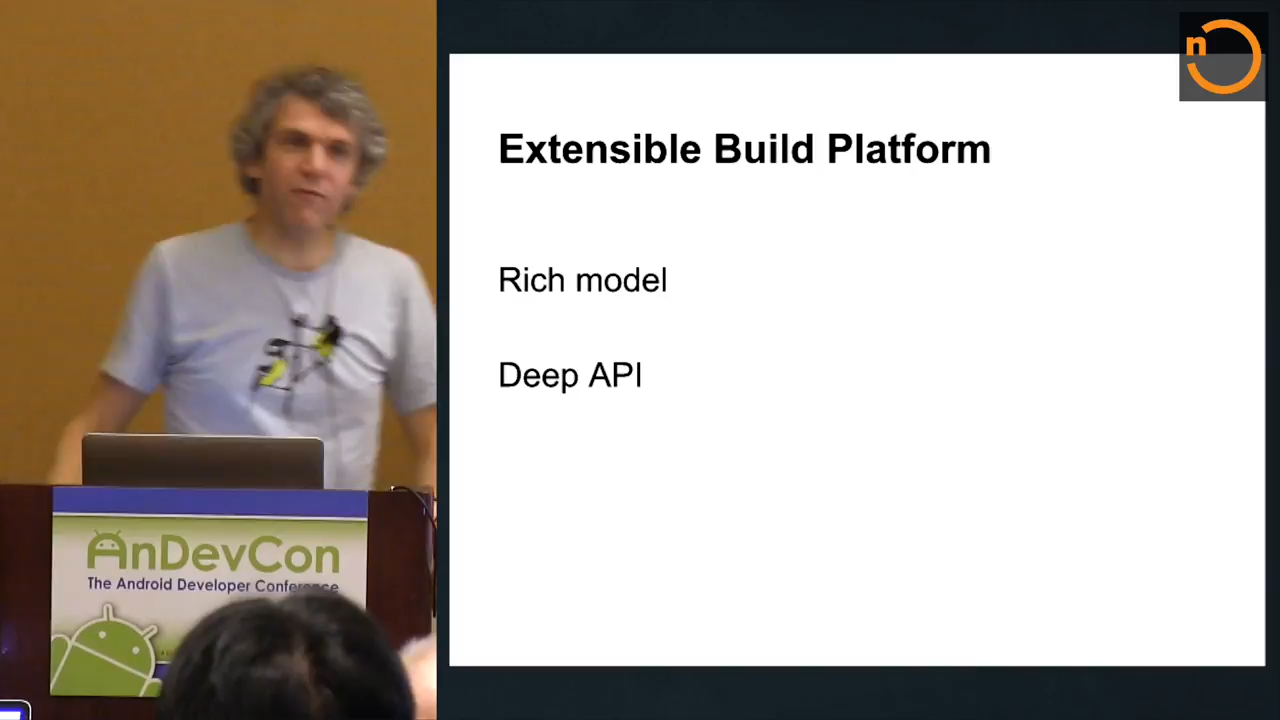 n
Extensible Build Platform
Rich model
Deep API
AnDevCon
The Android Developer Conference